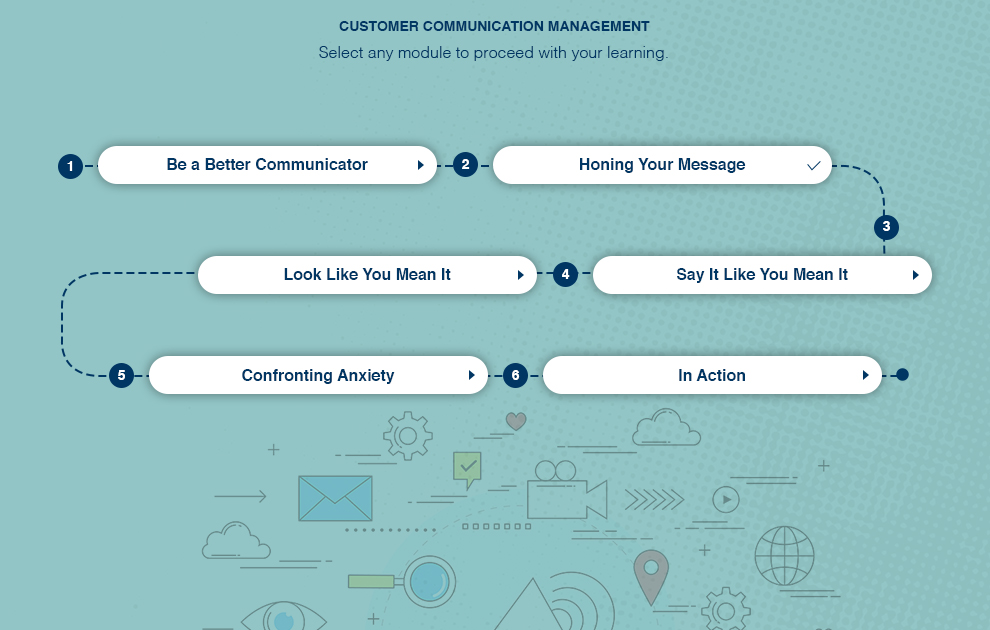 CUSTOMER COMMUNICATION MANAGEMENT
Select any module to proceed with your learning.
1 Be a Better Communicator
2 Honing Your Message
3
Say It Like You Mean It
4
Look Like You Mean It
5 Confronting Anxiety
6 In Action